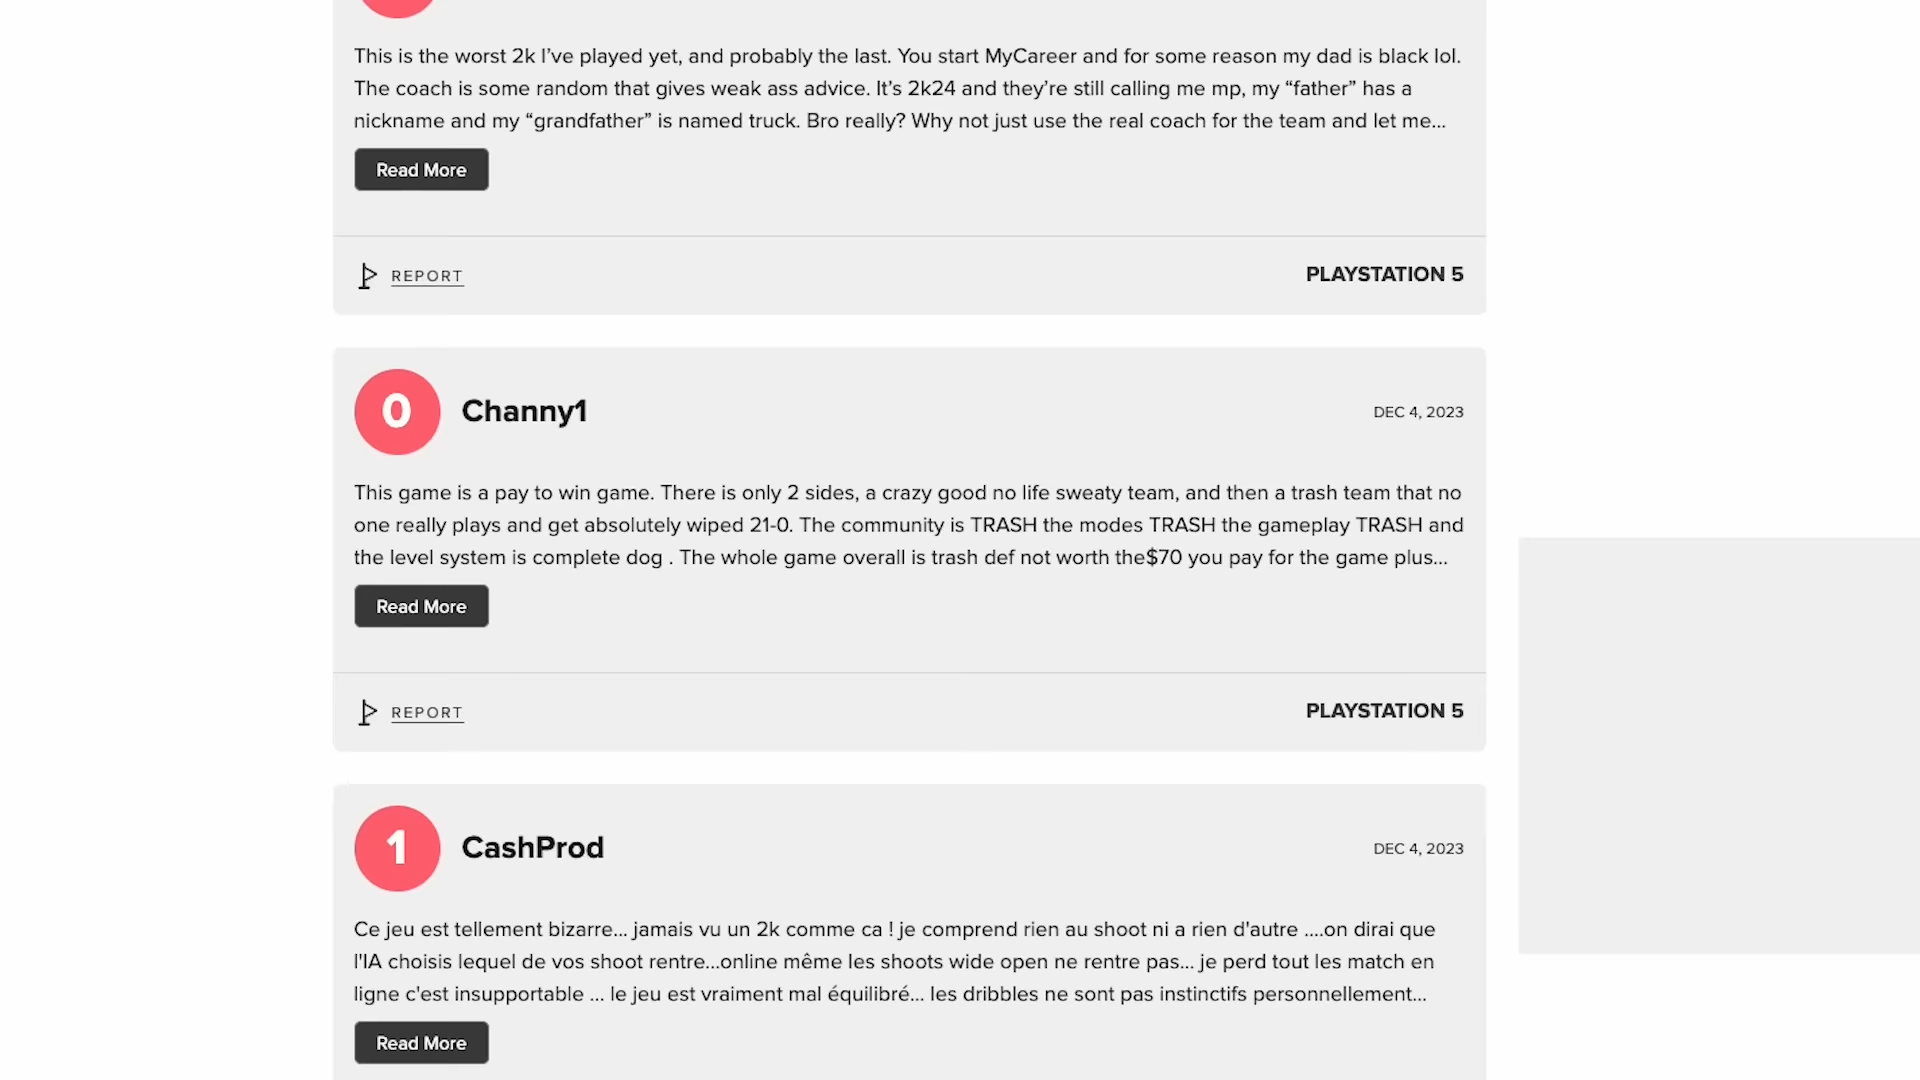 This is the worst 2k I’ve played yet, and probably the last. You start MyCareer and for some reason my dad is black lol.
The coach is some random that gives weak ass advice. It’s 2k24 and they’re still calling me mp, my “father” has a
nickname and my “grandfather” is named truck. Bro really? Why not just use the real coach for the team and let me...
Read More
REPORT
PLAYSTATION 5
0
Channy1
DEC 4, 2023
This game is a pay to win game. There is only 2 sides, a crazy good no life sweaty team, and then a trash team that no
one really plays and get absolutely wiped 21-0. The community is TRASH the modes TRASH the gameplay TRASH and
the level system is complete dog . The whole game overall is trash def not worth the$70 you pay for the game plus...
Read More
REPORT
PLAYSTATION 5
1
CashProd
DEC 4, 2023
Ce jeu est tellement bizarre... jamais vu un 2k comme ca ! je comprend rien au shoot ni a rien d'autre ....on dirai que
l'IA choisis lequel de vos shoot rentre...online même les shoots wide open ne rentre pas... je perd tout les match en
ligne c'est insupportable ... le jeu est vraiment mal équilibré... les dribbles ne sont pas instinctifs personnellement...
Read More